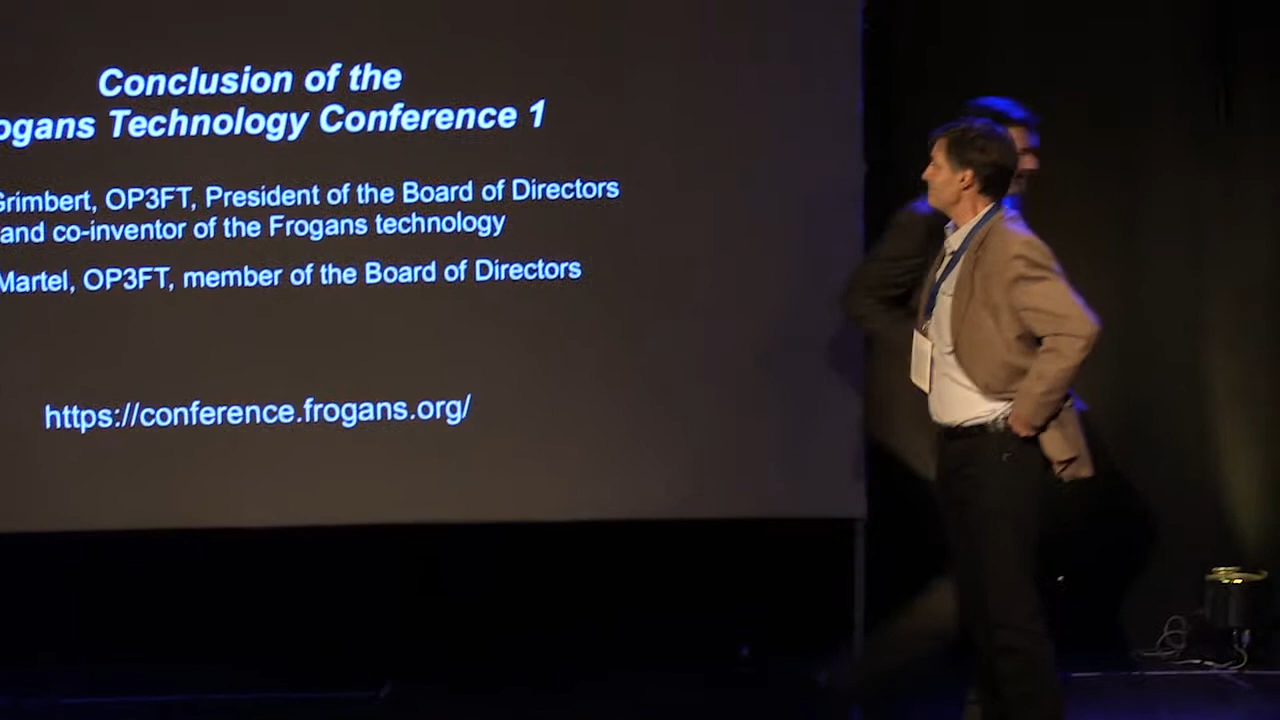 Conclusion of the
ogans Technology Conference 1
Grimbert, OP3FT, President of the Board of Directors
and co-inventor of the Frogans technology
Martel, OP3FT, member of the Board of Directors
https://conference.frogans.org/